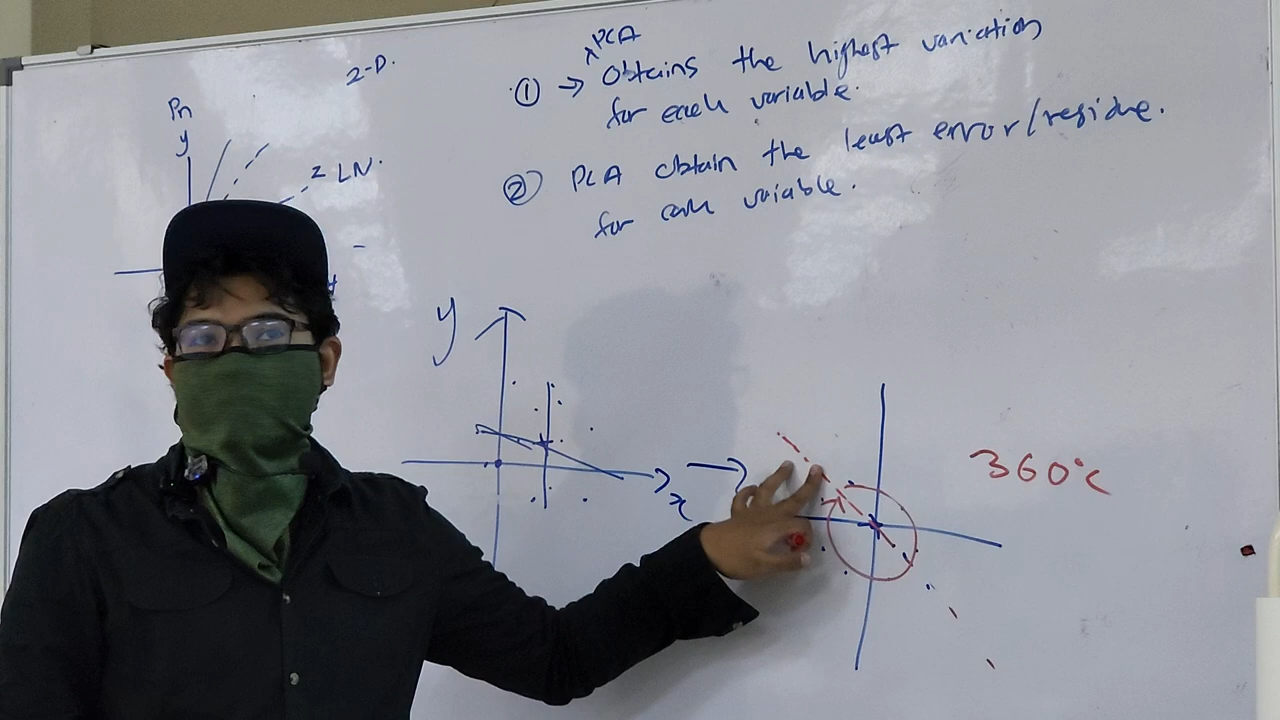 2-D.
Pn
y
2 LN.
PCA
① → Obtains the highest variation
for each variable.
② PCA obtain the least error/residue.
for each variable.
y
x
360°c